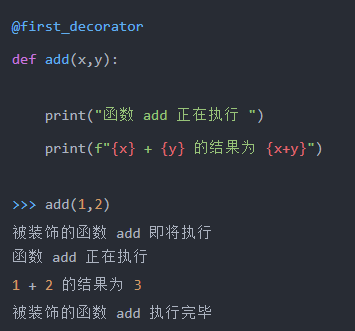 @first_decorator
def add(x,y):
print("函数 add 正在执行 ")
print(f"{x} + {y} 的结果为 {x+y}")
>>> add(1,2)
被装饰的函数 add 即将执行
函数 add 正在执行
1 + 2 的结果为 3
被装饰的函数 add 执行完毕